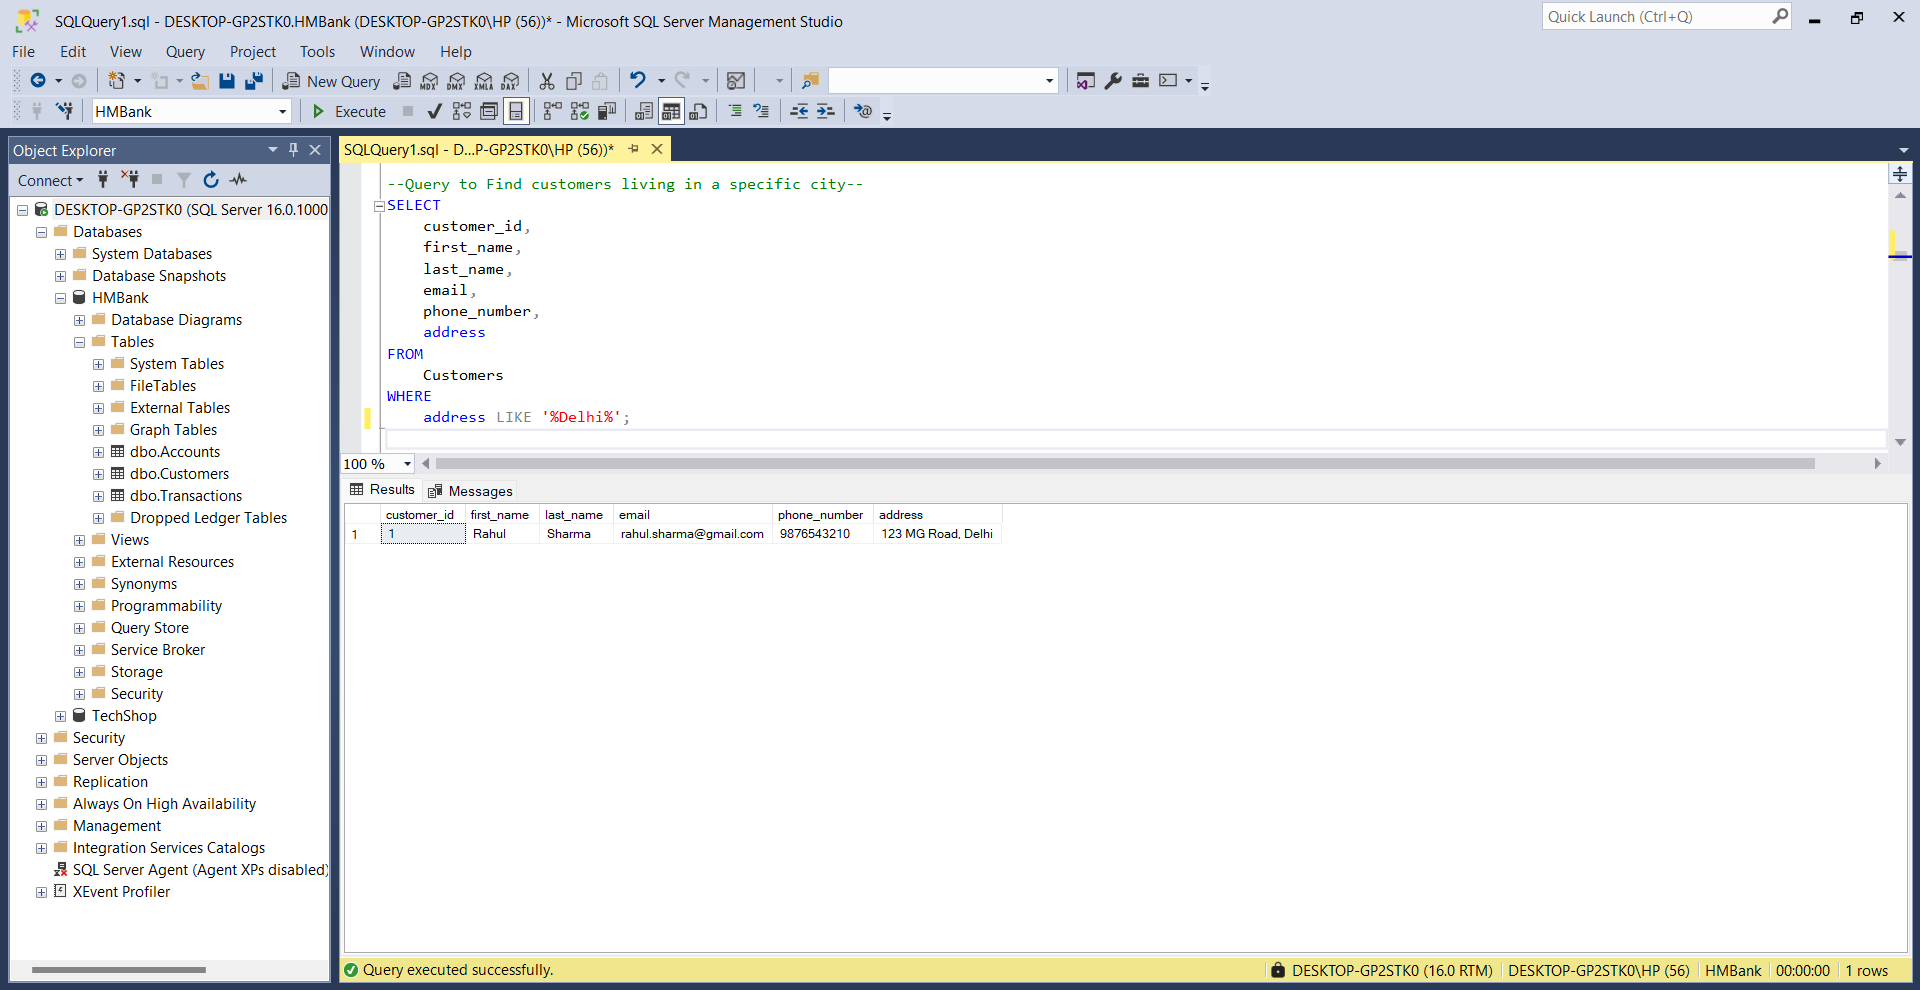 SQLQuery1.sql - DESKTOP-GP2STK0.HMBank (DESKTOP-GP2STK0\HP (56))* - Microsoft SQL Server Management Studio
Quick Launch (Ctrl+Q)
File Edit View Query Project Tools Window Help
New Query
MDX DMX XMLA DAX
HMBank
Execute
Object Explorer
Connect
DESKTOP-GP2STK0 (SQL Server 16.0.1000
Databases
System Databases
Database Snapshots
HMBank
Database Diagrams
Tables
System Tables
FileTables
External Tables
Graph Tables
dbo.Accounts
dbo.Customers
dbo.Transactions
Dropped Ledger Tables
Views
External Resources
Synonyms
Programmability
Query Store
Service Broker
Storage
Security
TechShop
Security
Server Objects
Replication
Always On High Availability
Management
Integration Services Catalogs
SQL Server Agent (Agent XPs disabled)
XEvent Profiler
SQLQuery1.sql - D...P-GP2STK0\HP (56))*
--Query to Find customers living in a specific city--
SELECT
customer_id,
first_name,
last_name,
email,
phone_number,
address
FROM
Customers
WHERE
address LIKE '%Delhi%';
100 %
Results Messages
customer_id first_name last_name email phone_number address
1 1 Rahul Sharma rahul.sharma@gmail.com 9876543210 123 MG Road, Delhi
Query executed successfully.
DESKTOP-GP2STK0 (16.0 RTM) DESKTOP-GP2STK0\HP (56) HMBank 00:00:00 1 rows